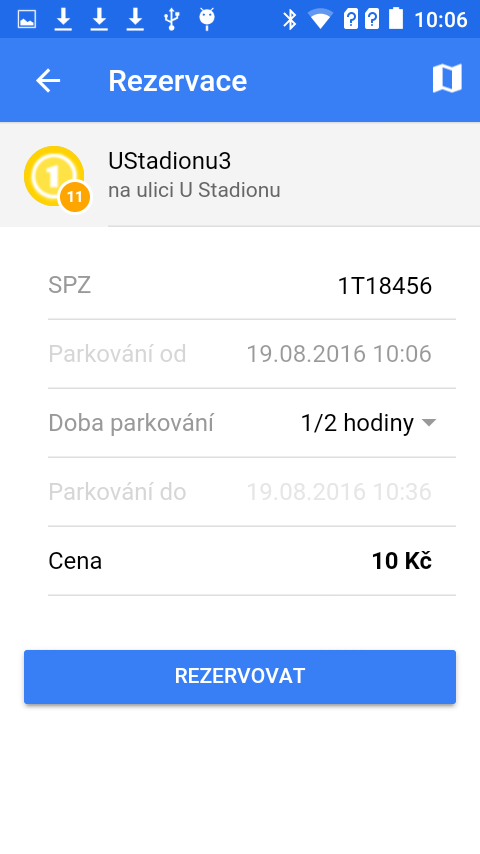 10:06
Rezervace
1
11
UStadionu3
na ulici U Stadionu
SPZ 1T18456
Parkování od 19.08.2016 10:06
Doba parkování 1/2 hodiny
Parkování do 19.08.2016 10:36
Cena 10 Kč
REZERVOVAT